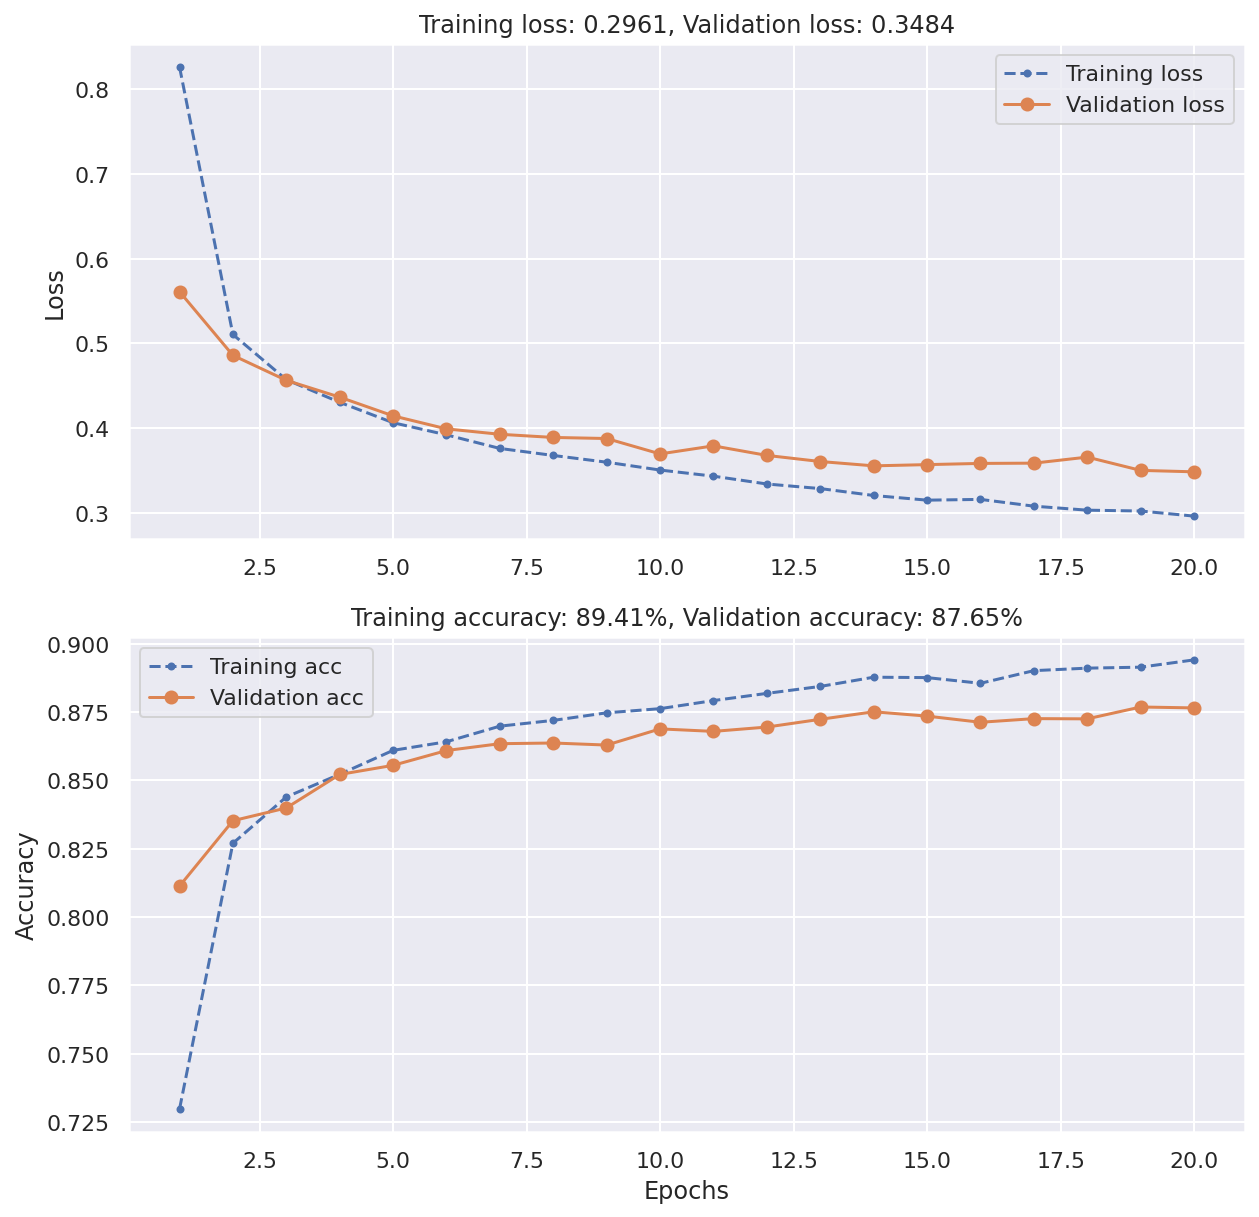 Training loss: 0.2961, Validation loss: 0.3484
Training loss
Validation loss
Loss
0.8
0.7
0.6
0.5
0.4
0.3
2.5 5.0 7.5 10.0 12.5 15.0 17.5 20.0
Training accuracy: 89.41%, Validation accuracy: 87.65%
Training acc
Validation acc
Accuracy
0.900
0.875
0.850
0.825
0.800
0.775
0.750
0.725
2.5 5.0 7.5 10.0 12.5 15.0 17.5 20.0
Epochs